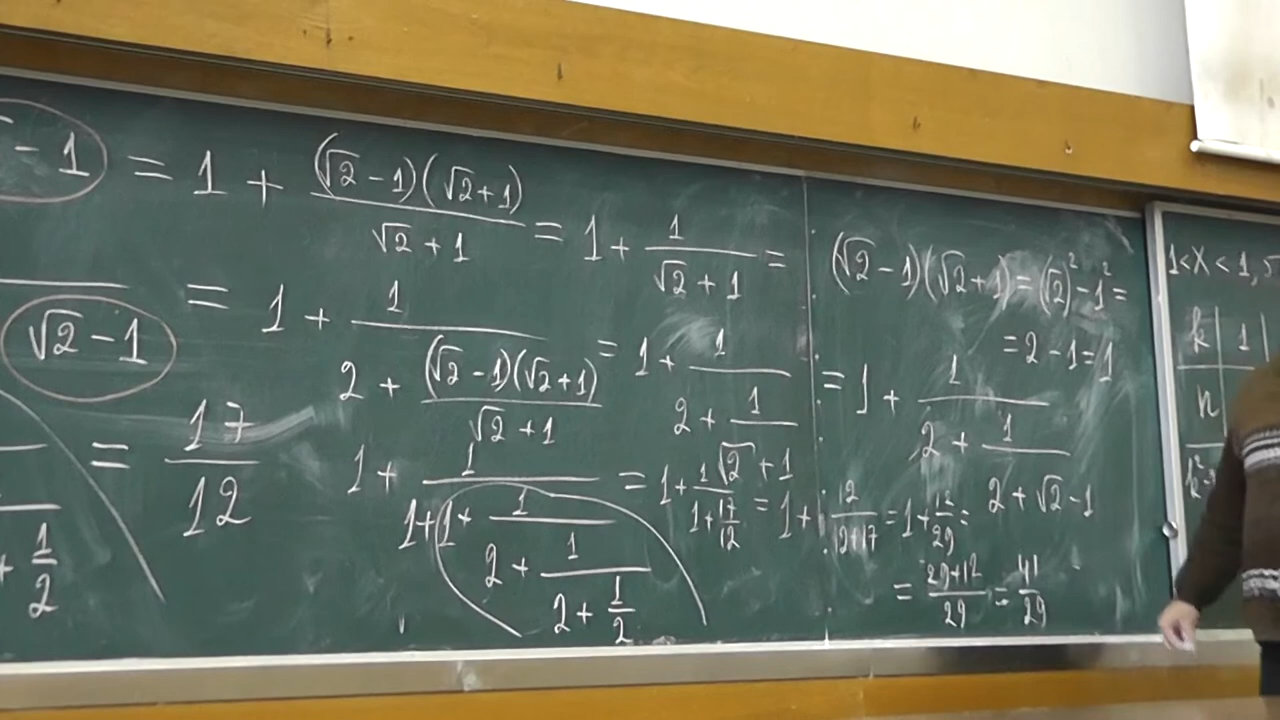 - 1 = 1 + (√2 - 1)(√2 + 1) / (√2 + 1) = 1 + 1/(√2 + 1) =
√2 - 1 = 1 + 1/(2 + (√2 - 1)(√2 + 1)/(√2 + 1)) = 1 + 1/(2 + 1/(√2 + 1))
(√2 - 1)(√2 + 1) = (√2)² - 1² =
= 2 - 1 = 1
= 1 + 1/(2 + 1/(2 + √2 - 1))
+ 1/2 = 17/12
1 + 1/(1 + 1 + 1/(2 + 1/(2 + 1/2))) = 1 + 1/(1 + 17/12) = 1 + 12/(12+17) = 1 + 12/29 =
= (29+12)/29 = 41/29
1 < x < 1,5
k | 1 |
n
k²